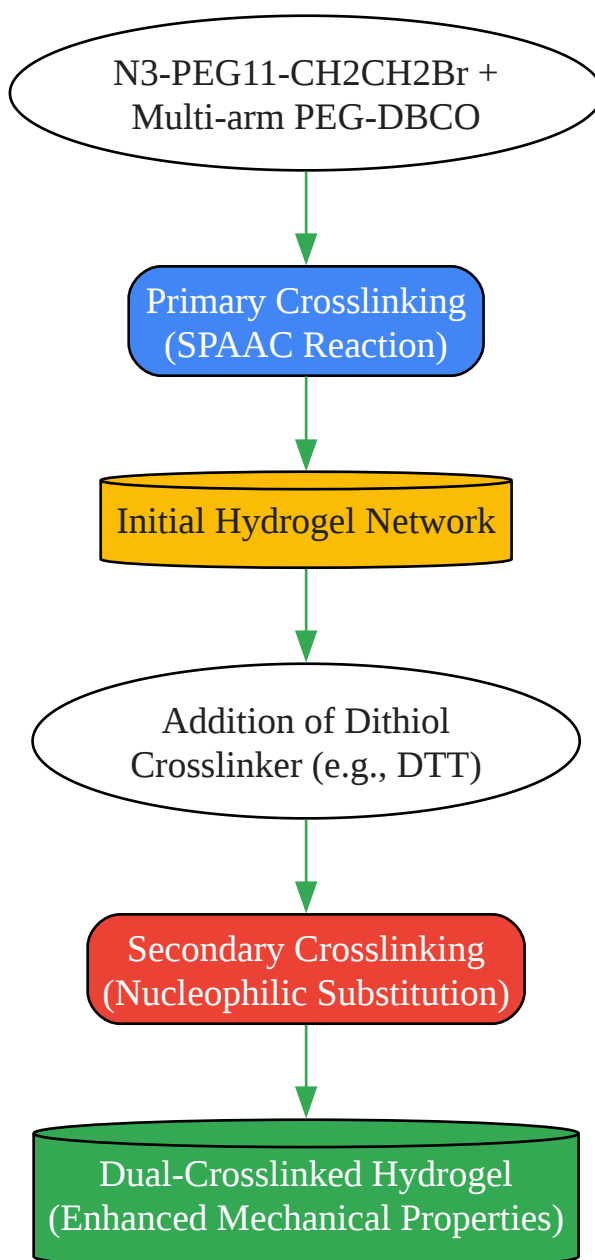 N3-PEG11-CH2CH2Br +
Multi-arm PEG-DBCO
Primary Crosslinking
(SPAAC Reaction)
Initial Hydrogel Network
Addition of Dithiol
Crosslinker (e.g., DTT)
Secondary Crosslinking
(Nucleophilic Substitution)
Dual-Crosslinked Hydrogel
(Enhanced Mechanical Properties)